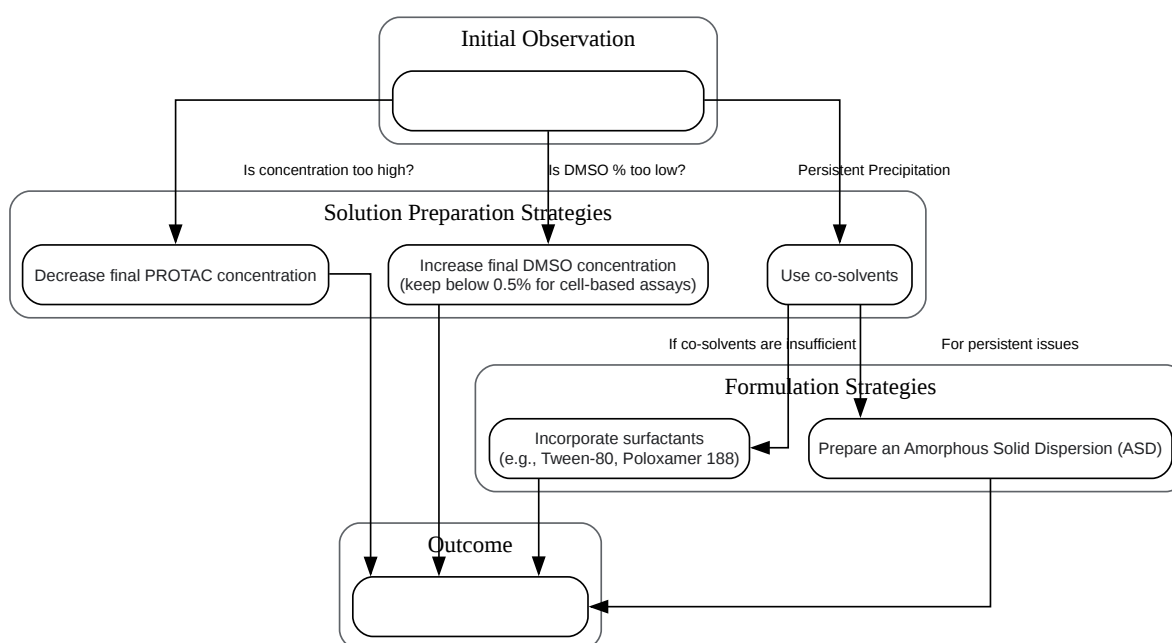 Initial Observation
Is concentration too high?
Is DMSO % too low?
Persistent Precipitation
Solution Preparation Strategies
Decrease final PROTAC concentration
Increase final DMSO concentration
(keep below 0.5% for cell-based assays)
Use co-solvents
If co-solvents are insufficient
For persistent issues
Formulation Strategies
Incorporate surfactants
(e.g., Tween-80, Poloxamer 188)
Prepare an Amorphous Solid Dispersion (ASD)
Outcome